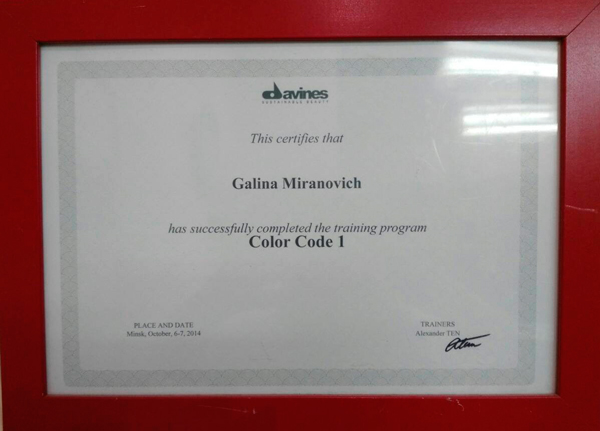 davines
SUSTAINABLE BEAUTY
This certifies that
Galina Miranovich
has successfully completed the training program
Color Code 1
PLACE AND DATE
Minsk, October, 6-7, 2014
TRAINERS
Alexander TEN